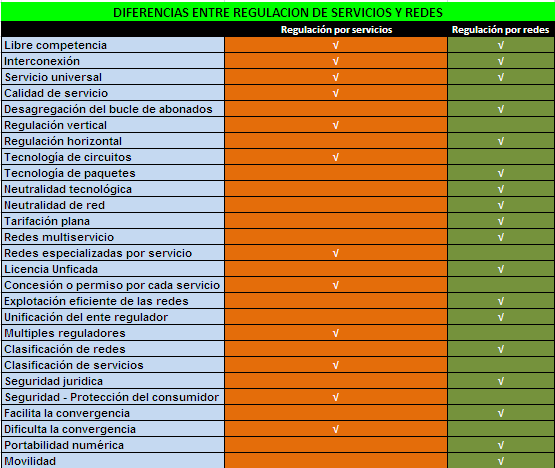 DIFERENCIAS ENTRE REGULACION DE SERVICIOS Y REDES
Regulación por servicios Regulación por redes
Libre competencia √ √
Interconexión √ √
Servicio universal √ √
Calidad de servicio √
Desagregación del bucle de abonados √
Regulación vertical √
Regulación horizontal √
Tecnología de circuitos √
Tecnología de paquetes √
Neutralidad tecnológica √
Neutralidad de red √
Tarifación plana √
Redes multiservicio √
Redes especializadas por servicio √
Licencia Unficada √
Concesión o permiso por cada servicio √
Explotación eficiente de las redes √
Unificación del ente regulador √
Multiples reguladores √
Clasificación de redes √
Clasificación de servicios √
Seguridad juridica √
Seguridad - Protección del consumidor √
Facilita la convergencia √
Dificulta la convergencia √
Portabilidad numérica √
Movilidad √